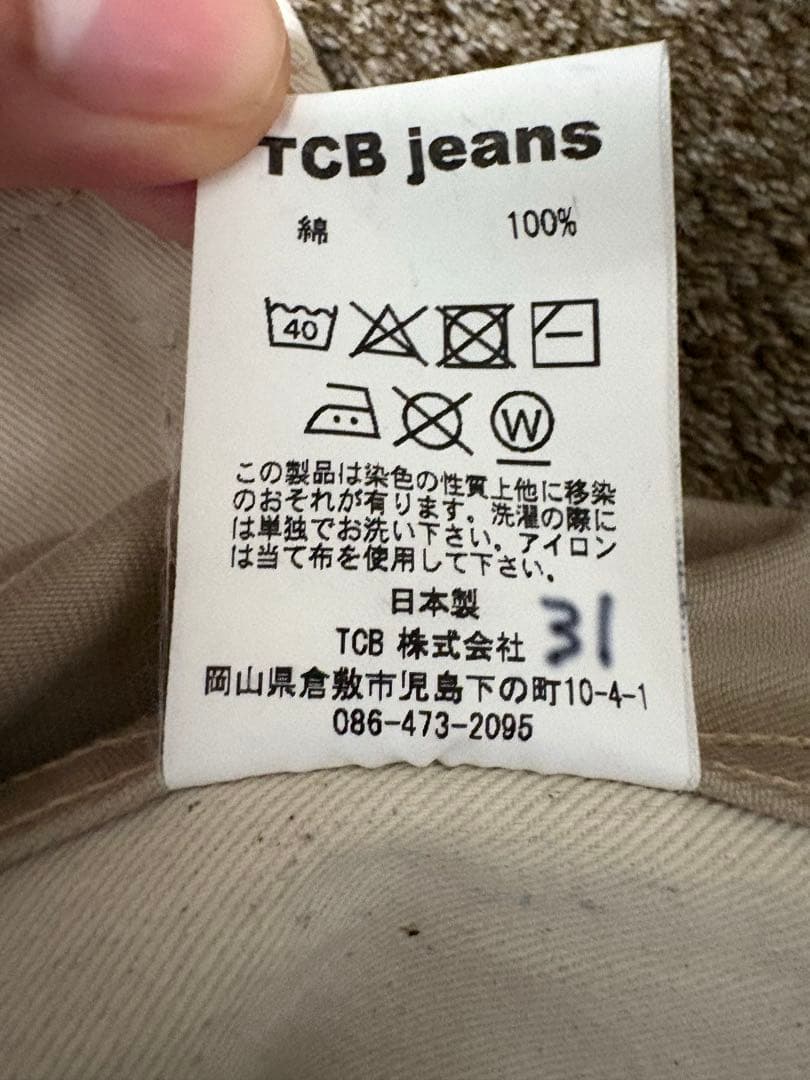 TCB jeans
綿 100%
40
W
この製品は染色の性質上他に移染
のおそれが有ります。洗濯の際に
は単独でお洗い下さい。アイロン
は当て布を使用して下さい。
日本製
TCB 株式会社 31
岡山県倉敷市児島下の町10-4-1
086-473-2095